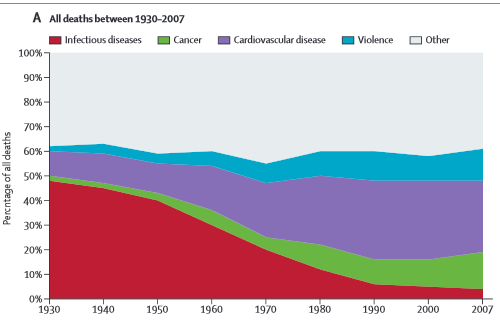 A All deaths between 1930–2007
Infectious diseases Cancer Cardiovascular disease Violence Other
100%
90%
80%
70%
60%
50%
40%
30%
20%
10%
0%
Percntage of all deaths
1930 1940 1950 1960 1970 1980 1990 2000 2007